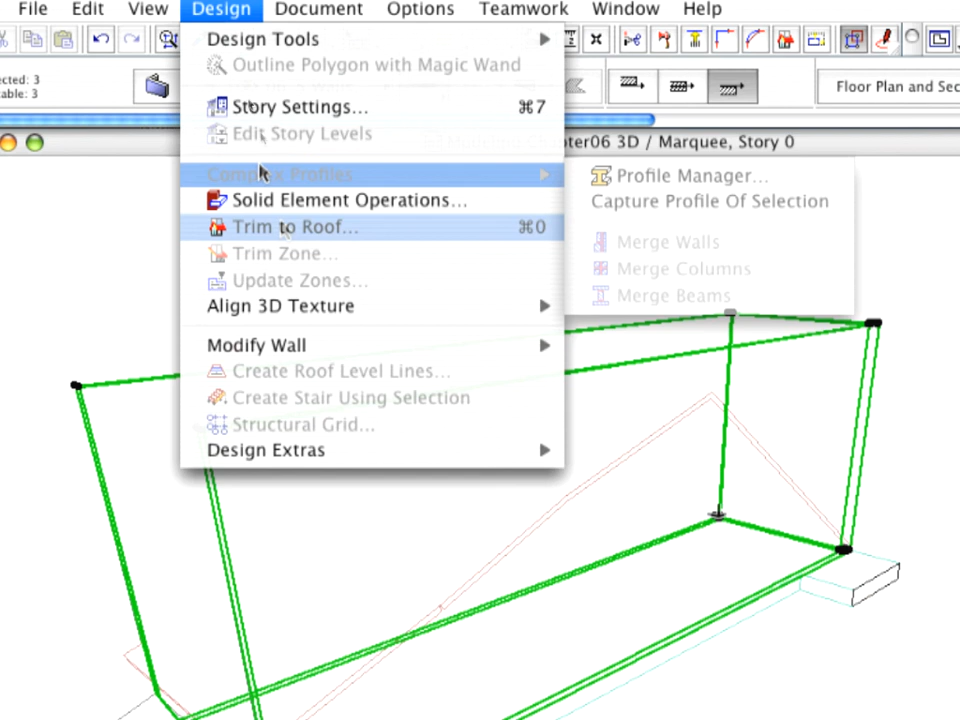 File Edit View Design Document Options Teamwork Window Help
Design Tools
Outline Polygon with Magic Wand
ected: 3
table: 3
Floor Plan and Sec
Story Settings... ⌘7
Edit Story Levels
06 3D / Marquee, Story 0
Complex Profiles
Profile Manager...
Solid Element Operations...
Capture Profile Of Selection
Trim to Roof... ⌘0
Merge Walls
Trim Zone...
Merge Columns
Update Zones...
Merge Beams
Align 3D Texture
Modify Wall
Create Roof Level Lines...
Create Stair Using Selection
Structural Grid...
Design Extras